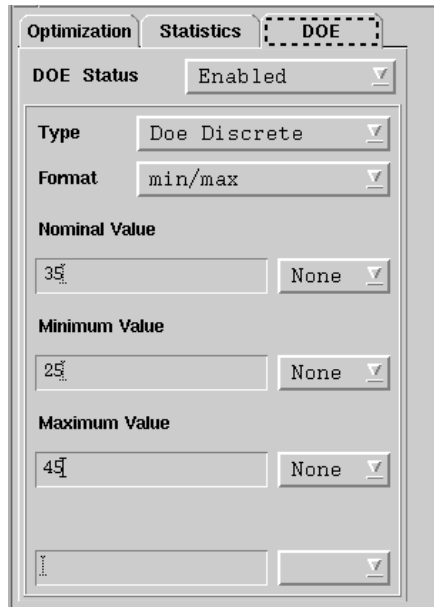 Optimization Statistics DOE
DOE Status Enabled
Type Doe Discrete
Format min/max
Nominal Value
35 None
Minimum Value
25 None
Maximum Value
45 None